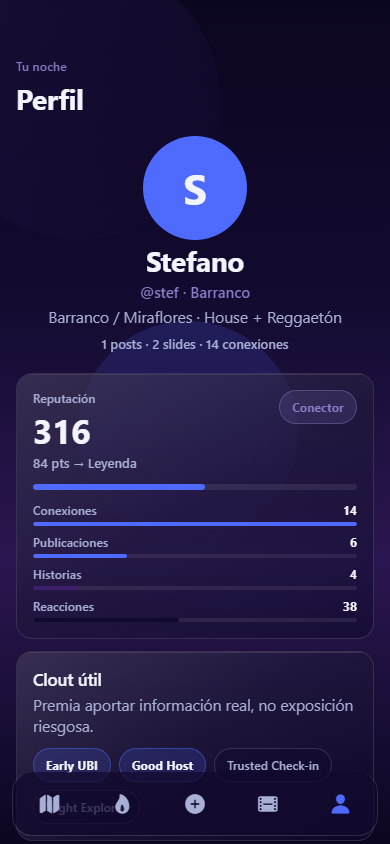 Tu noche
Perfil
S
Stefano
@stef · Barranco
Barranco / Miraflores · House + Reggaetón
1 posts · 2 slides · 14 conexiones
Reputación
Conector
316
84 pts → Leyenda
Conexiones 14
Publicaciones 6
Historias 4
Reacciones 38
Clout útil
Premia aportar información real, no exposición
riesgosa.
Early UBI Good Host Trusted Check-in